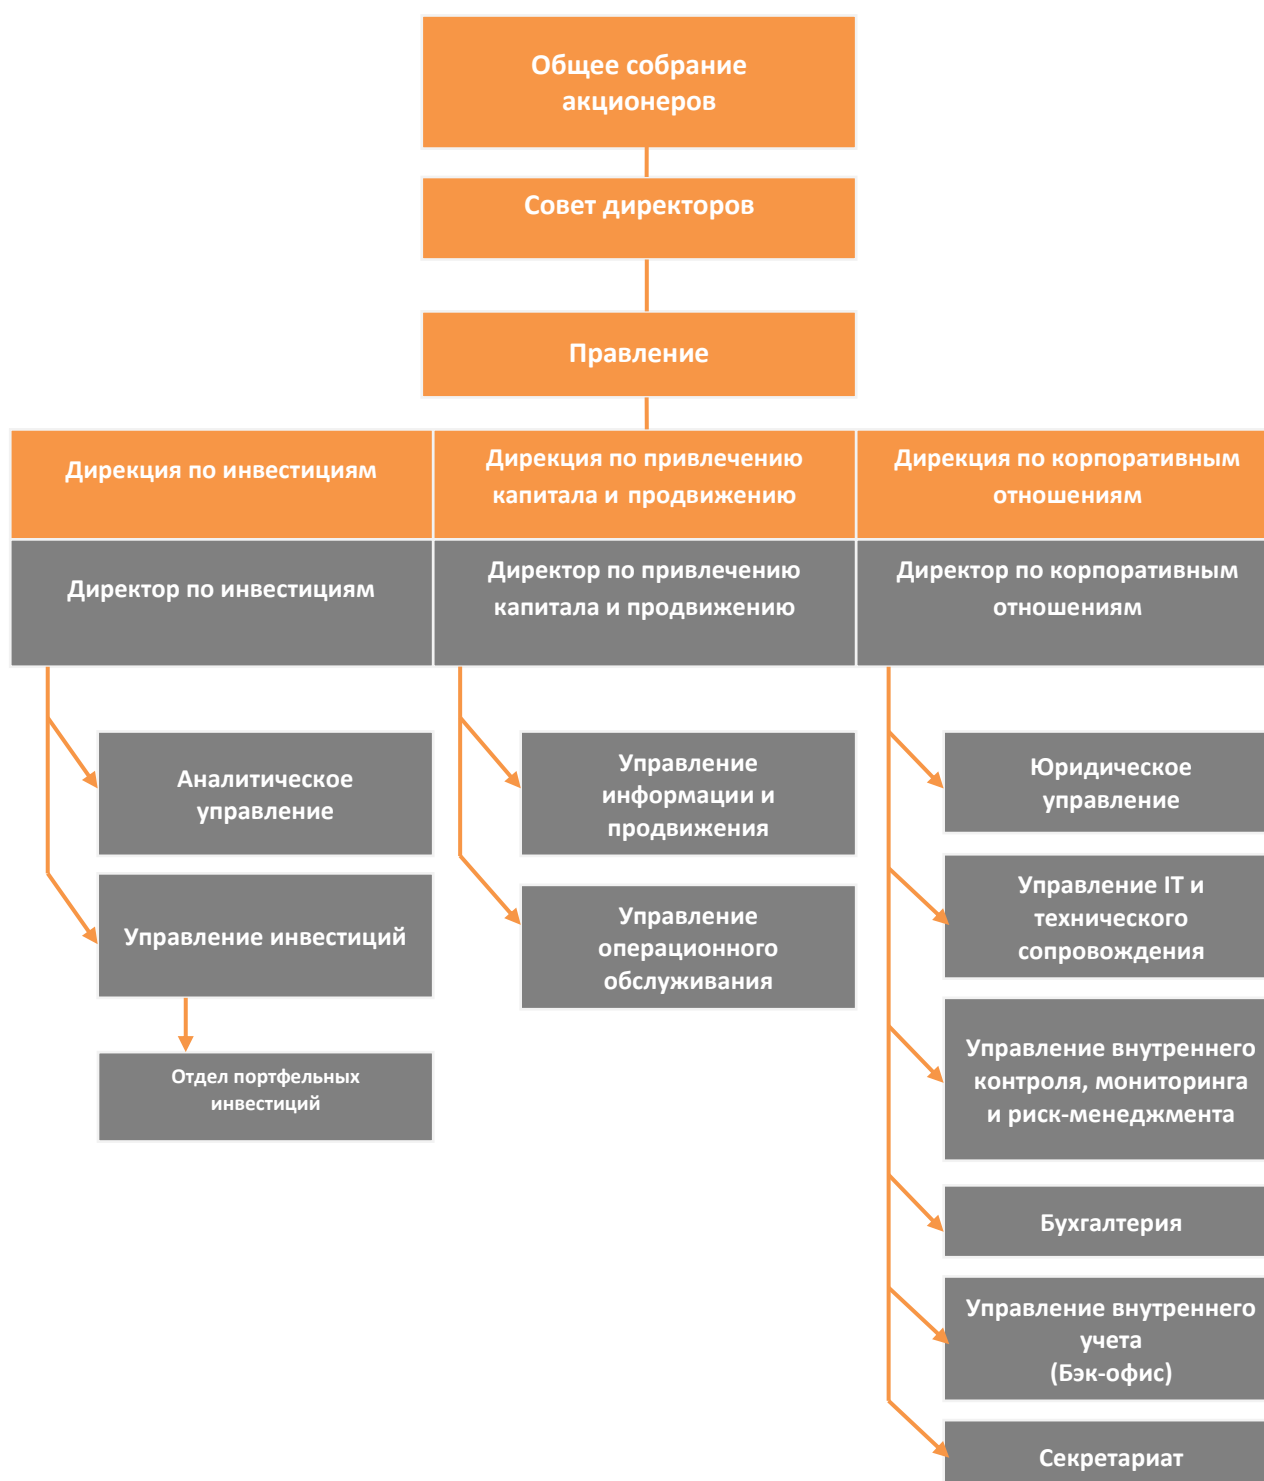 Общее собрание
акционеров
Совет директоров
Правление
Дирекция по инвестициям
Дирекция по привлечению
капитала и продвижению
Дирекция по корпоративным
отношениям
Директор по инвестициям
Директор по привлечению
капитала и продвижению
Директор по корпоративным
отношениям
Аналитическое
управление
Управление инвестиций
Отдел портфельных
инвестиций
Управление
информации и
продвижения
Управление
операционного
обслуживания
Юридическое
управление
Управление IT и
технического
сопровождения
Управление внутреннего
контроля, мониторинга
и риск-менеджмента
Бухгалтерия
Управление внутреннего
учета
(Бэк-офис)
Секретариат